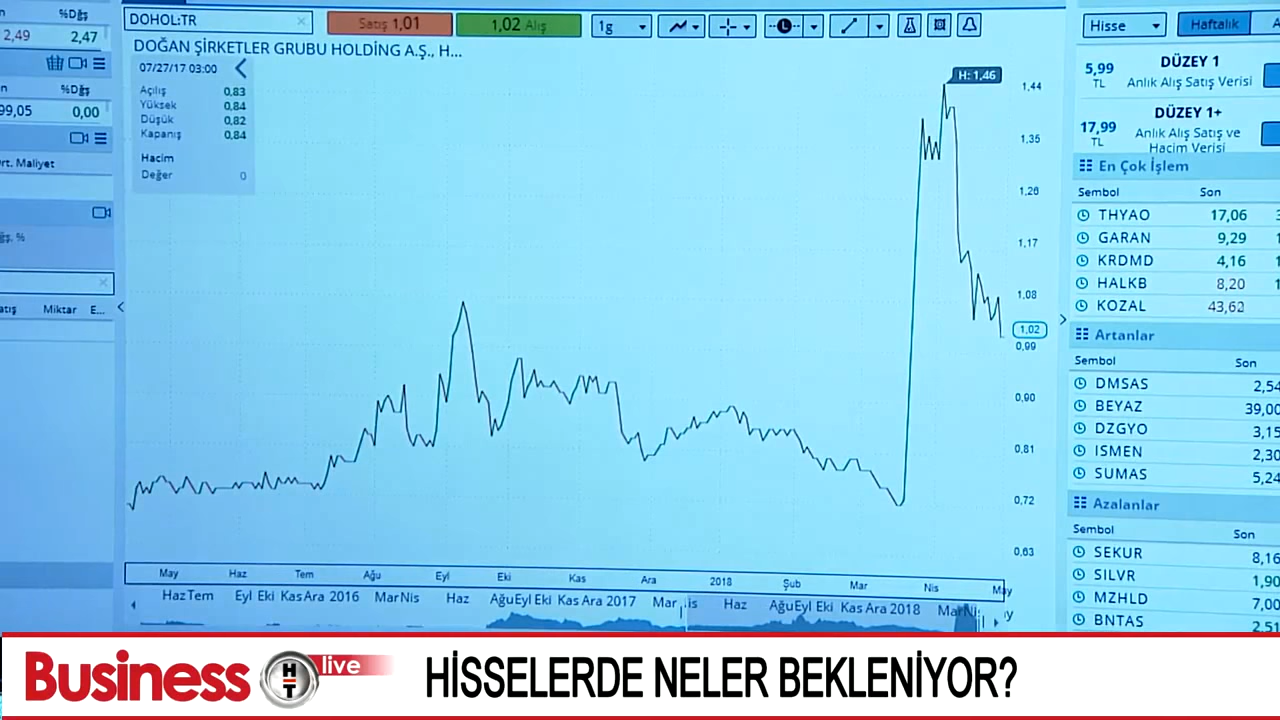 %Dğş
2,49 2,47
%Dğş
99,05 0,00
rt. Maliyet
ğş. %
atış Miktar E...
DOHOL:TR
Satış 1,01
1,02 Alış
1g
DOĞAN ŞİRKETLER GRUBU HOLDİNG A.Ş., H...
07/27/17 03:00
Açılış 0,83
Yüksek 0,84
Düşük 0,82
Kapanış 0,84
Hacim
Değer 0
H: 1,46
1,44
1,35
1,26
1,17
1,08
1,02
0,99
0,90
0,81
0,72
0,63
May Haz Tem Ağu Eyl Eki Kas Ara 2018 Şub Mar Nis May
Haz Tem Eyl Eki Kas Ara 2016 Mar Nis Haz Ağu Eyl Eki Kas Ara 2017 Mar Haz Ağu Eyl Eki Kas Ara 2018
Hisse Haftalık A
5,99 TL
DÜZEY 1
Anlık Alış Satış Verisi
17,99 TL
DÜZEY 1+
Anlık Alış Satış ve
Hacim Verisi
En Çok İşlem
Sembol Son
THYAO 17,06
GARAN 9,29
KRDMD 4,16
HALKB 8,20
KOZAL 43,62
Artanlar
Sembol Son
DMSAS 2,54
BEYAZ 39,00
DZGYO 3,15
ISMEN 2,30
SUMAS 5,24
Azalanlar
Sembol Son
SEKUR 8,16
SILVR 1,90
MZHLD 7,00
BNTAS 2,51
Business HT live
HİSSELERDE NELER BEKLENİYOR?